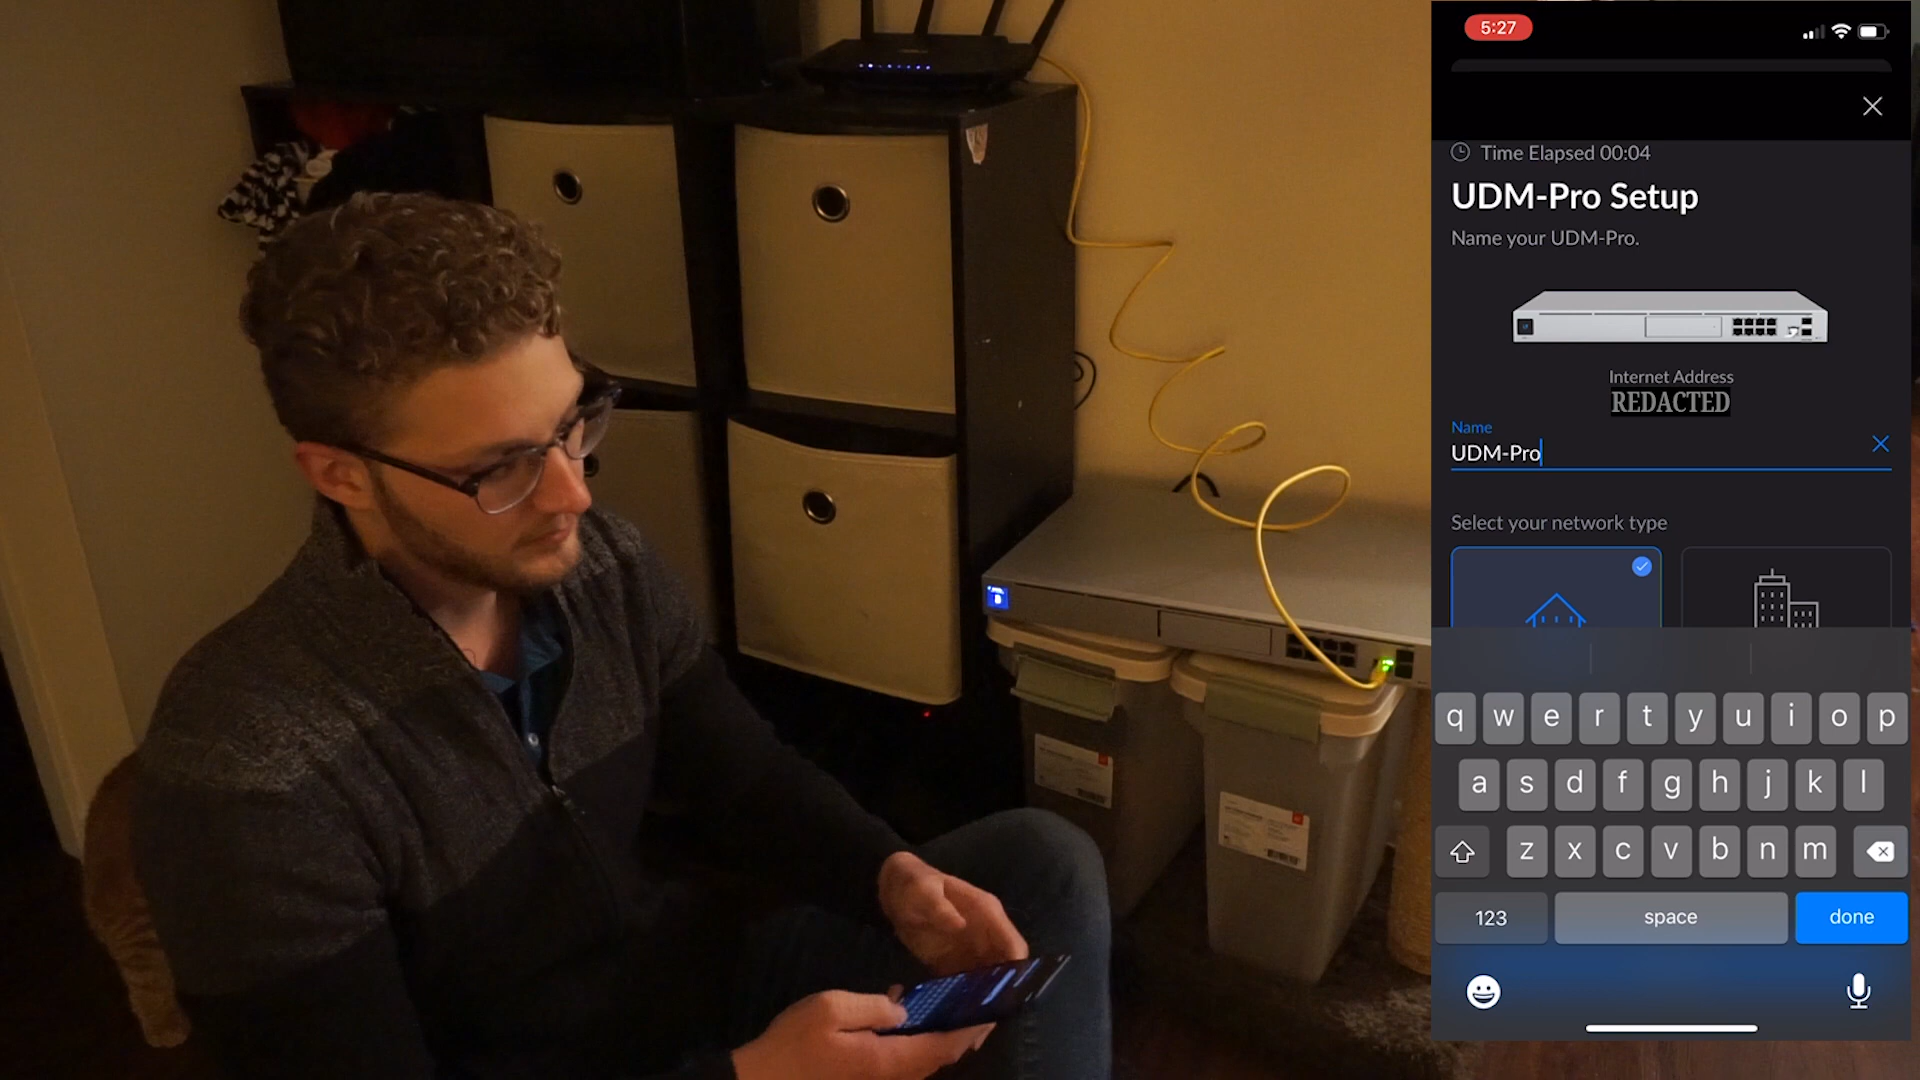 5:27
Time Elapsed 00:04
UDM-Pro Setup
Name your UDM-Pro.
Internet Address
REDACTED
Name
UDM-Pro
Select your network type
q w e r t y u i o p
a s d f g h j k l
z x c v b n m
123 space done